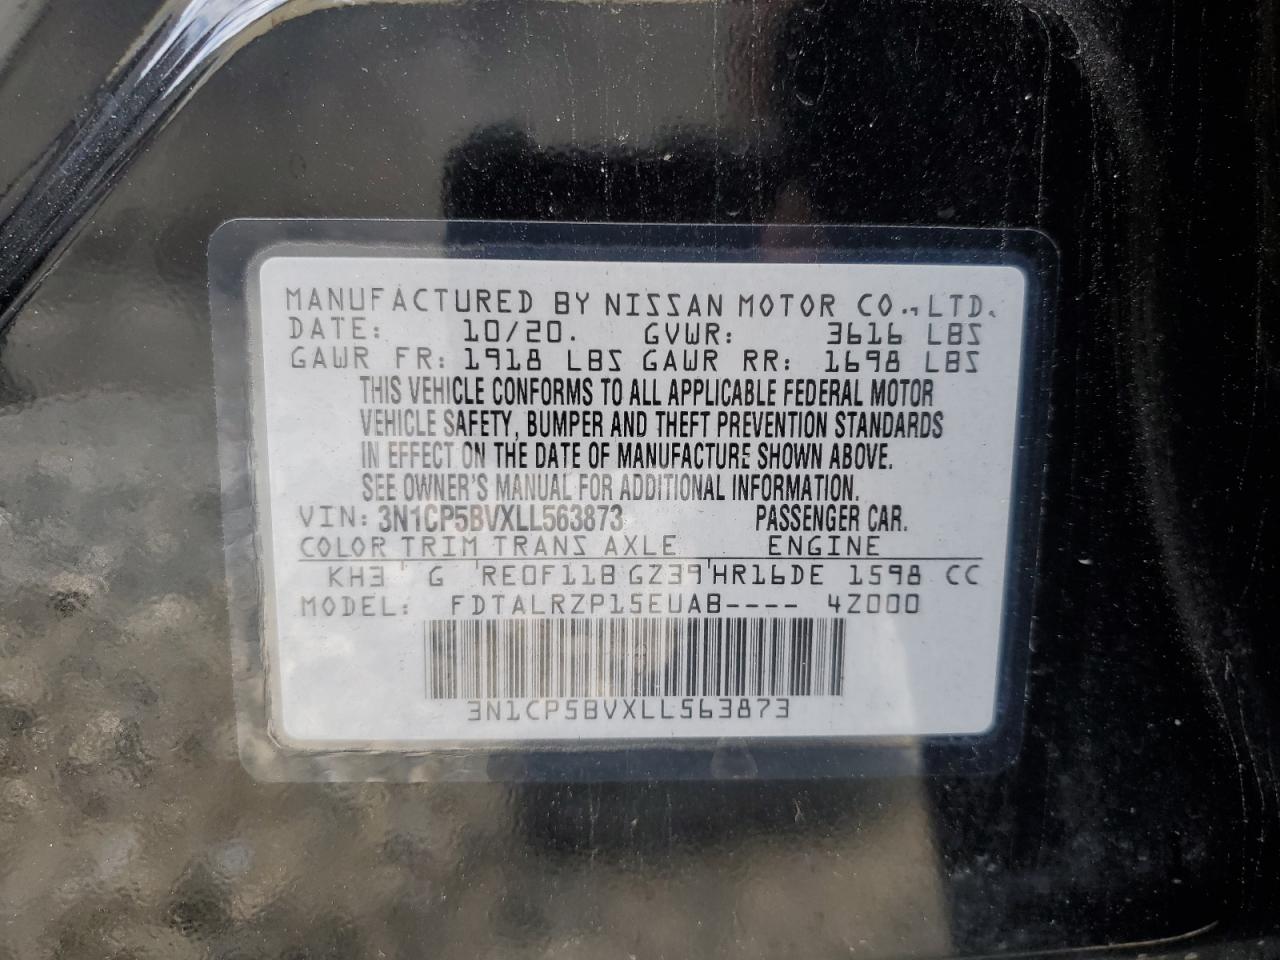 MANUFACTURED BY NISSAN MOTOR CO., LTD.
DATE: 10/20. GVWR: 3616 LBS
GAWR FR: 1918 LBS GAWR RR: 1698 LBS
THIS VEHICLE CONFORMS TO ALL APPLICABLE FEDERAL MOTOR
VEHICLE SAFETY, BUMPER AND THEFT PREVENTION STANDARDS
IN EFFECT ON THE DATE OF MANUFACTURE SHOWN ABOVE.
SEE OWNER'S MANUAL FOR ADDITIONAL INFORMATION.
VIN: 3N1CP5BVXLL563873 PASSENGER CAR.
COLOR TRIM TRANS AXLE ENGINE
KH3 G RE0F11B GZ39 HR16DE 1598 CC
MODEL: FDTALRZP15EUAB---- 4Z000
3N1CP5BVXLL563873